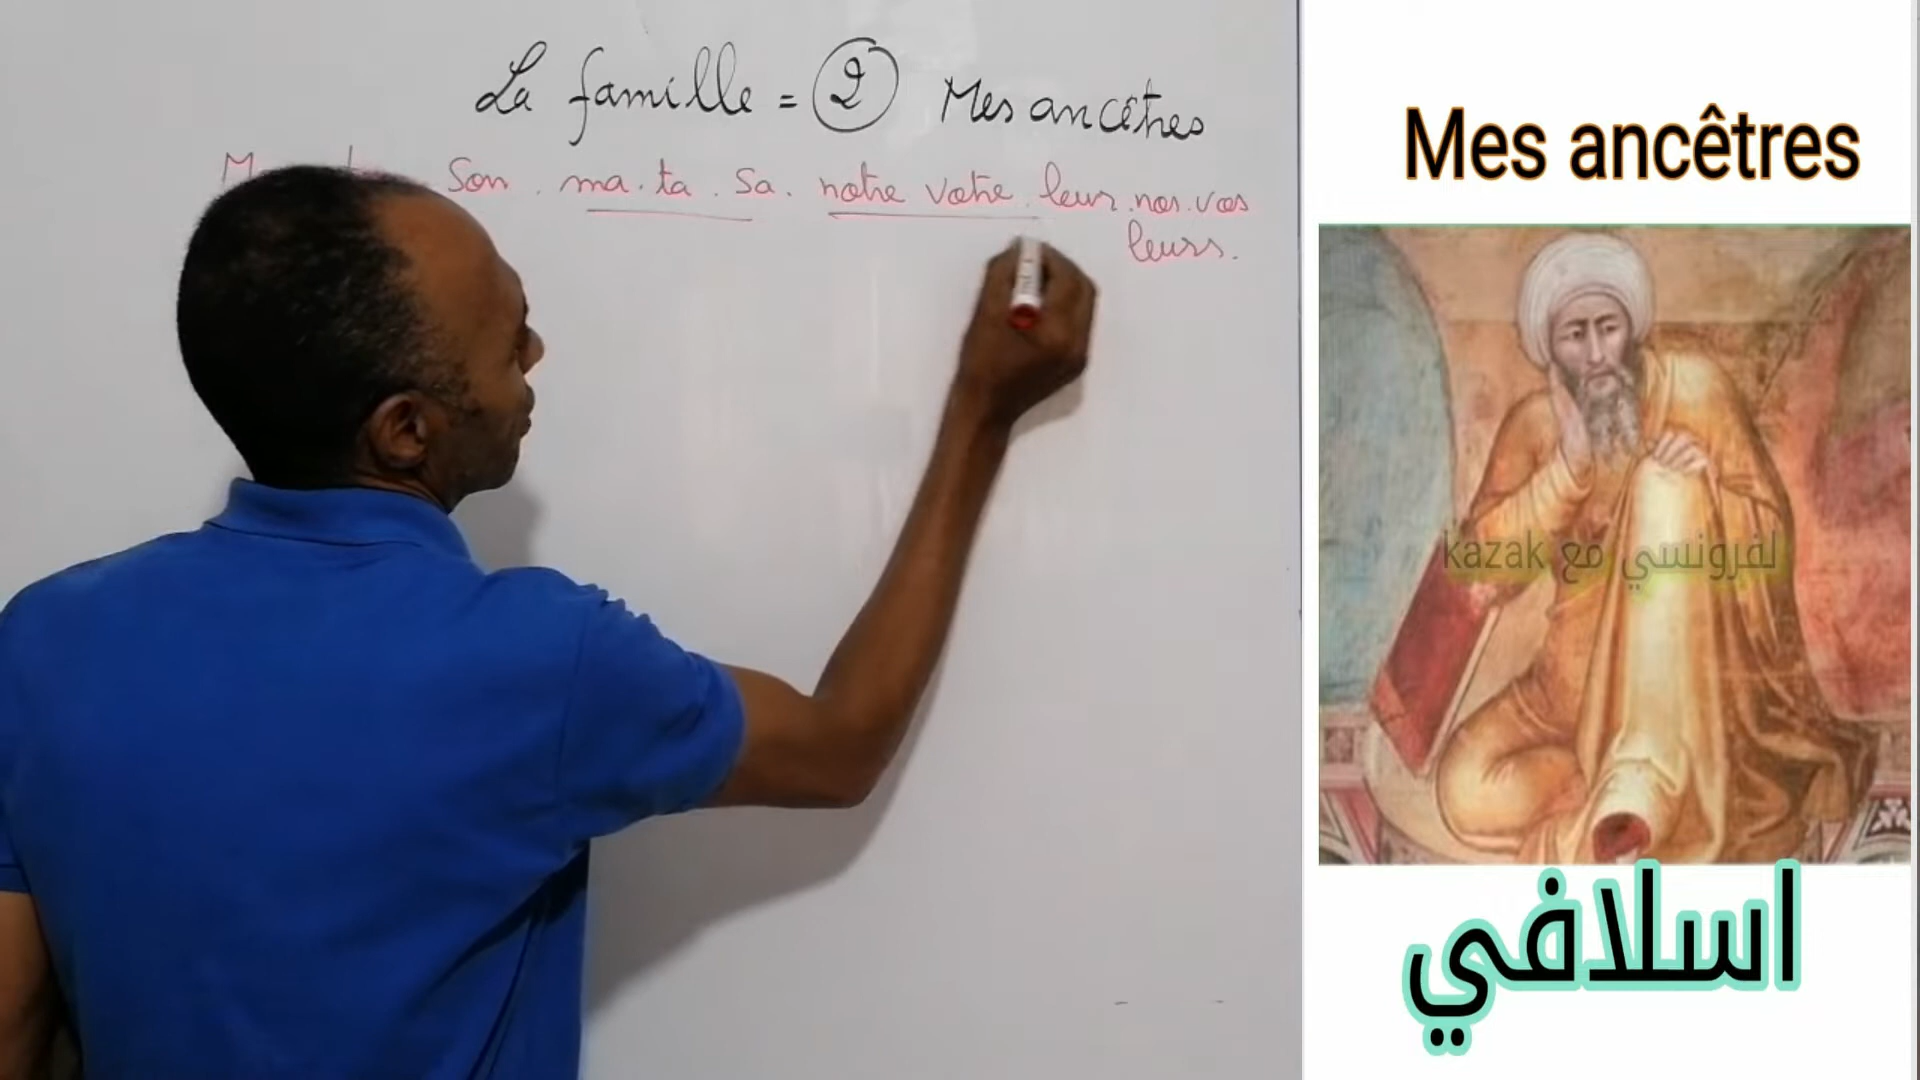 La famille = 2 Mes ancêtres
Son . ma . ta . sa . notre votre . leur . nos . vos
leurs .
Mes ancêtres
لفرونسي مع kazak
اسلافي